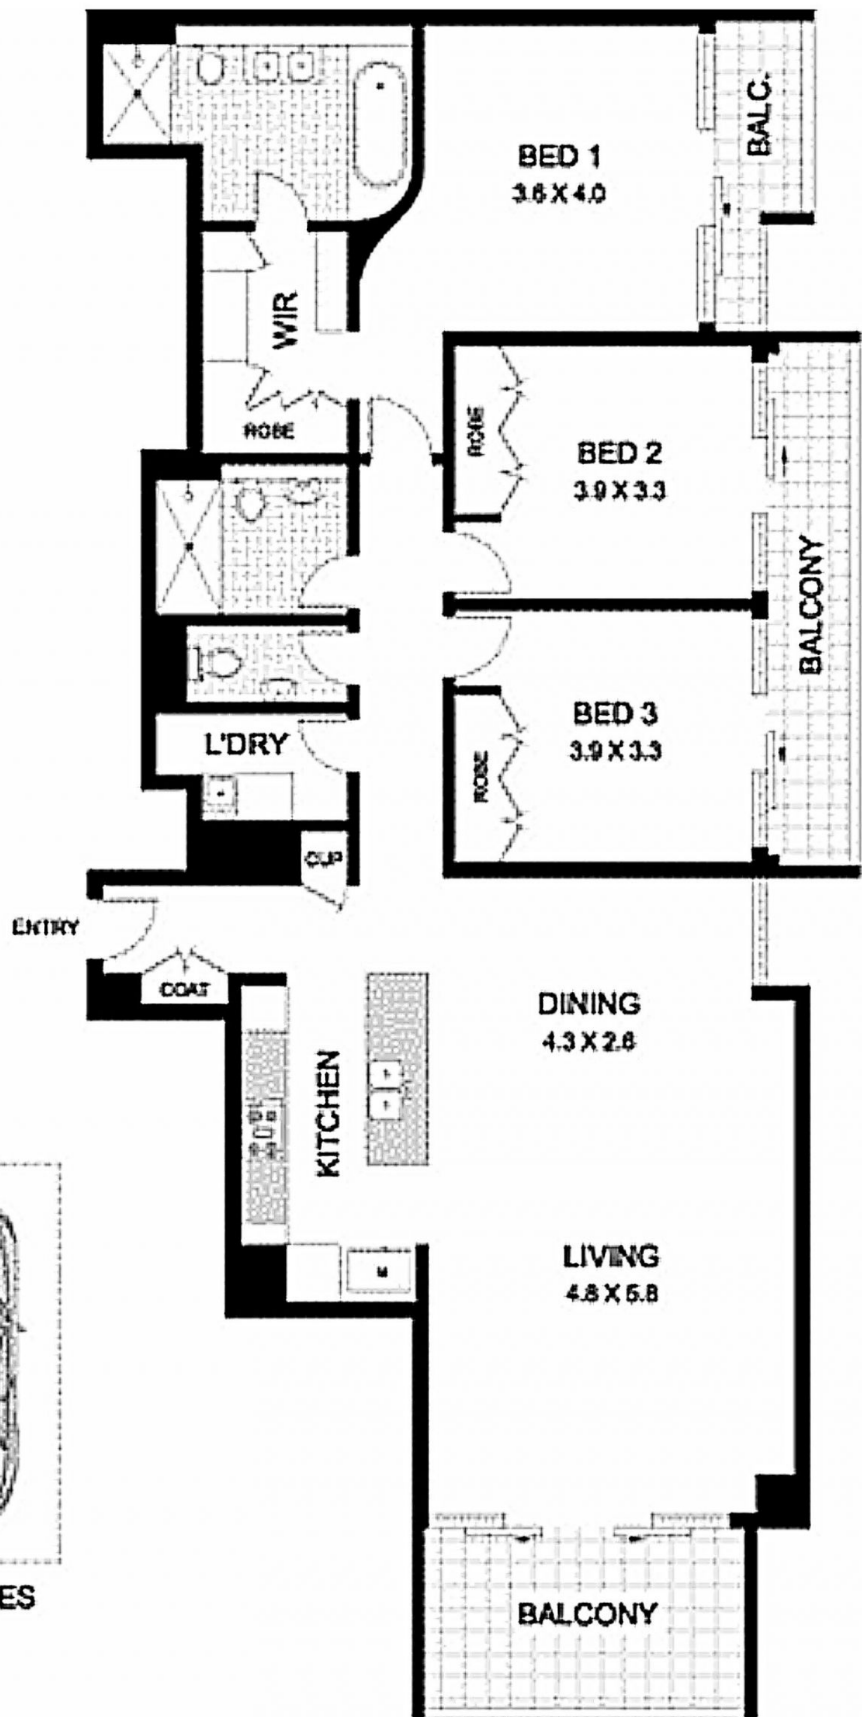 BALC.
BED 1
3.6 X 4.0
WIR
ROBE
ROBE
BED 2
3.9 X 3.3
BALCONY
L'DRY
BED 3
3.9 X 3.3
ROBE
CUP
ENTRY
COAT
DINING
4.3 X 2.6
KITCHEN
LIVING
4.8 X 5.8
M
ES
BALCONY